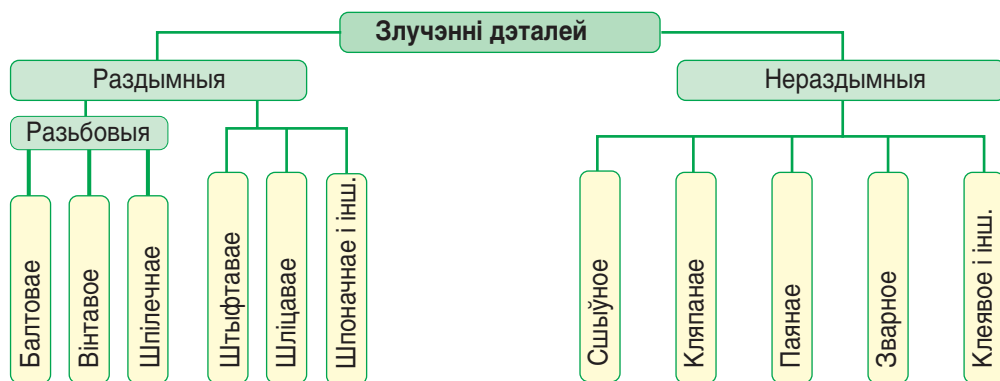 Злучэнні дэталей
Раздымныя
Нераздымныя
Разьбовыя
Балтовае
Вінтавое
Шпілечнае
Штыфтавае
Шліцавае
Шпоначнае і інш.
Сшыўное
Кляпанае
Паянае
Зварное
Клеявое і інш.